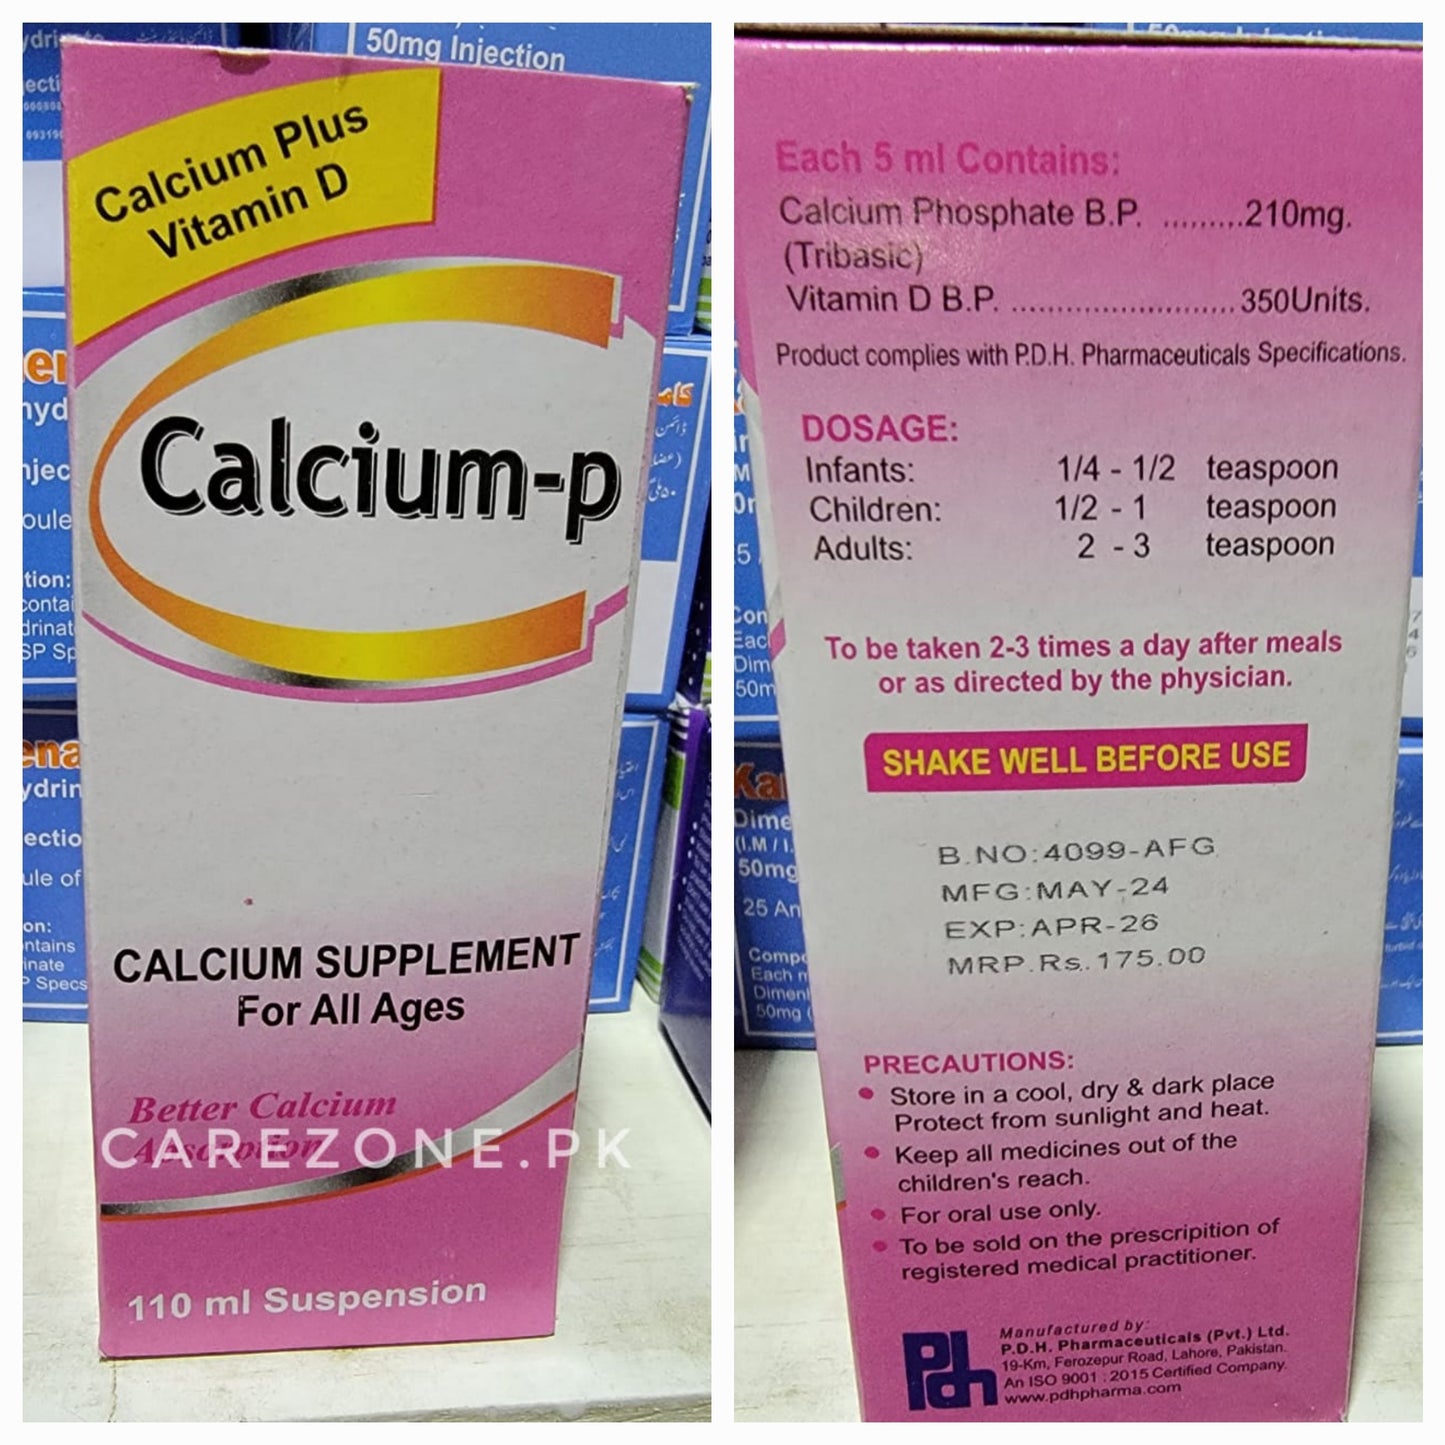 50mg Injection
Calcium Plus
Vitamin D
Calcium-p
CALCIUM SUPPLEMENT
For All Ages
Better Calcium
Absorption
CAREZONE.PK
110 ml Suspension
Each 5 ml Contains:
Calcium Phosphate B.P. .........210mg.
(Tribasic)
Vitamin D B.P. .........................350Units.
Product complies with P.D.H. Pharmaceuticals Specifications.
DOSAGE:
Infants: 1/4 - 1/2 teaspoon
Children: 1/2 - 1 teaspoon
Adults: 2 - 3 teaspoon
To be taken 2-3 times a day after meals
or as directed by the physician.
SHAKE WELL BEFORE USE
B.NO:4099-AFG
MFG:MAY-24
EXP:APR-26
MRP.Rs.175.00
PRECAUTIONS:
• Store in a cool, dry & dark place
Protect from sunlight and heat.
• Keep all medicines out of the
children's reach.
• For oral use only.
• To be sold on the prescripition of
registered medical practitioner.
Pdh
Manufactured by:
P.D.H. Pharmaceuticals (Pvt.) Ltd.
19-Km, Ferozepur Road, Lahore, Pakistan.
An ISO 9001 : 2015 Certified Company.
www.pdhpharma.com